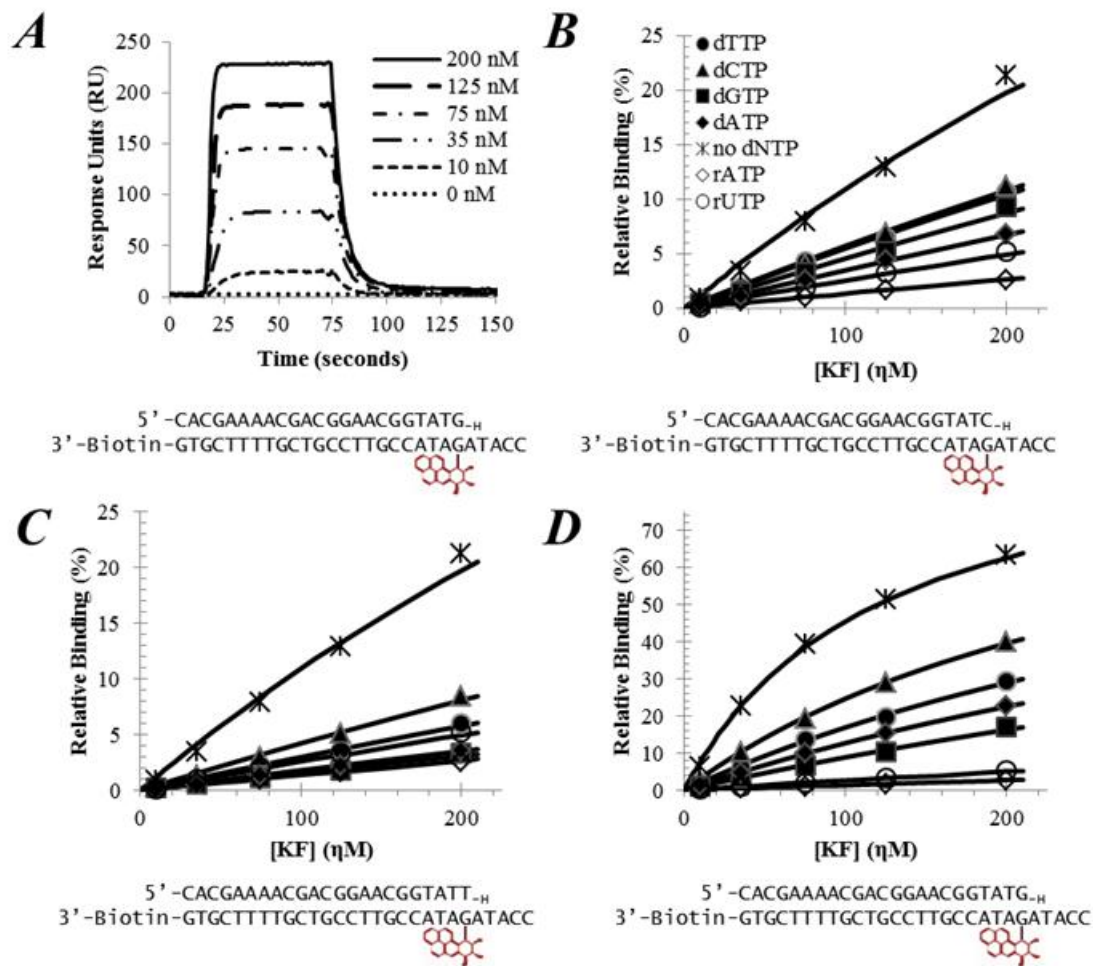 A
Response Units (RU)
250
200
150
100
50
0
0 25 50 75 100 125 150
Time (seconds)
200 nM
125 nM
75 nM
35 nM
10 nM
0 nM
5’-CACGAAAACGACGGAACGGTATG-H
3’-Biotin-GTGCTTTTGCTGCCTTGCCATAGATACC
B
Relative Binding (%)
25
20
15
10
5
0
0 100 200
[KF] (ηM)
dTTP
dCTP
dGTP
dATP
no dNTP
rATP
rUTP
5’-CACGAAAACGACGGAACGGTATC-H
3’-Biotin-GTGCTTTTGCTGCCTTGCCATAGATACC
C
Relative Binding (%)
25
20
15
10
5
0
0 100 200
[KF] (ηM)
5’-CACGAAAACGACGGAACGGTATT-H
3’-Biotin-GTGCTTTTGCTGCCTTGCCATAGATACC
D
Relative Binding (%)
70
60
50
40
30
20
10
0
0 100 200
[KF] (ηM)
5’-CACGAAAACGACGGAACGGTATG-H
3’-Biotin-GTGCTTTTGCTGCCTTGCCATAGATACC